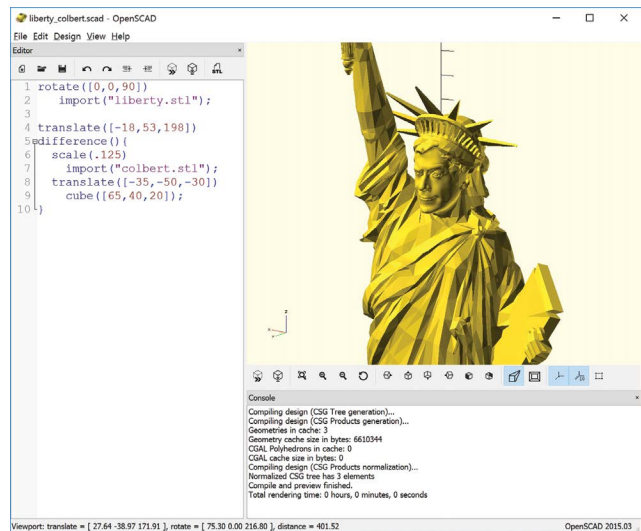 liberty_colbert.scad - OpenSCAD
File Edit Design View Help
Editor
STL
1 rotate([0,0,90])
2 import("liberty.stl");
3
4 translate([-18,53,198])
5 difference(){
6 scale(.125)
7 import("colbert.stl");
8 translate([-35,-50,-30])
9 cube([65,40,20]);
10 }
z
Console
Compiling design (CSG Tree generation)...
Compiling design (CSG Products generation)...
Geometries in cache: 3
Geometry cache size in bytes: 6610344
CGAL Polyhedrons in cache: 0
CGAL cache size in bytes: 0
Compiling design (CSG Products normalization)...
Normalized CSG tree has 3 elements
Compile and preview finished.
Total rendering time: 0 hours, 0 minutes, 0 seconds
Viewport: translate = [ 27.64 -38.97 171.91 ], rotate = [ 75.30 0.00 216.80 ], distance = 401.52
OpenSCAD 2015.03